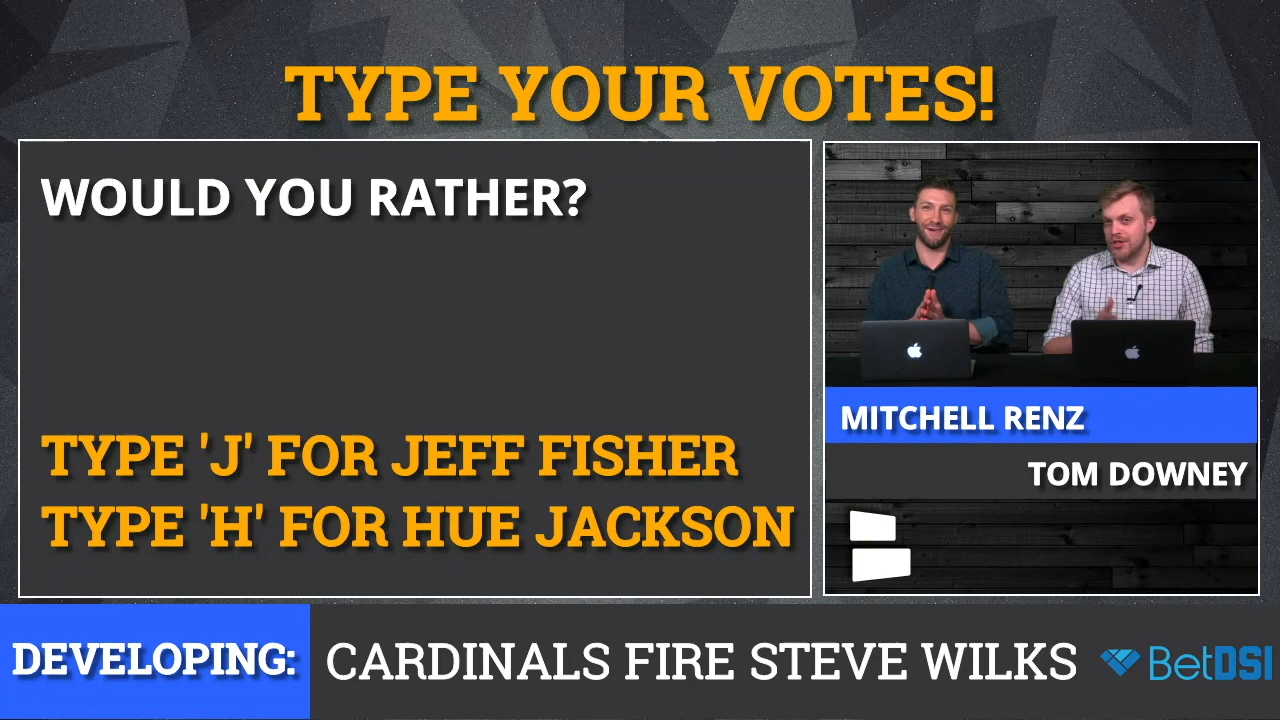 TYPE YOUR VOTES!
WOULD YOU RATHER?
TYPE 'J' FOR JEFF FISHER
TYPE 'H' FOR HUE JACKSON
MITCHELL RENZ
TOM DOWNEY
DEVELOPING: CARDINALS FIRE STEVE WILKS BetDSI